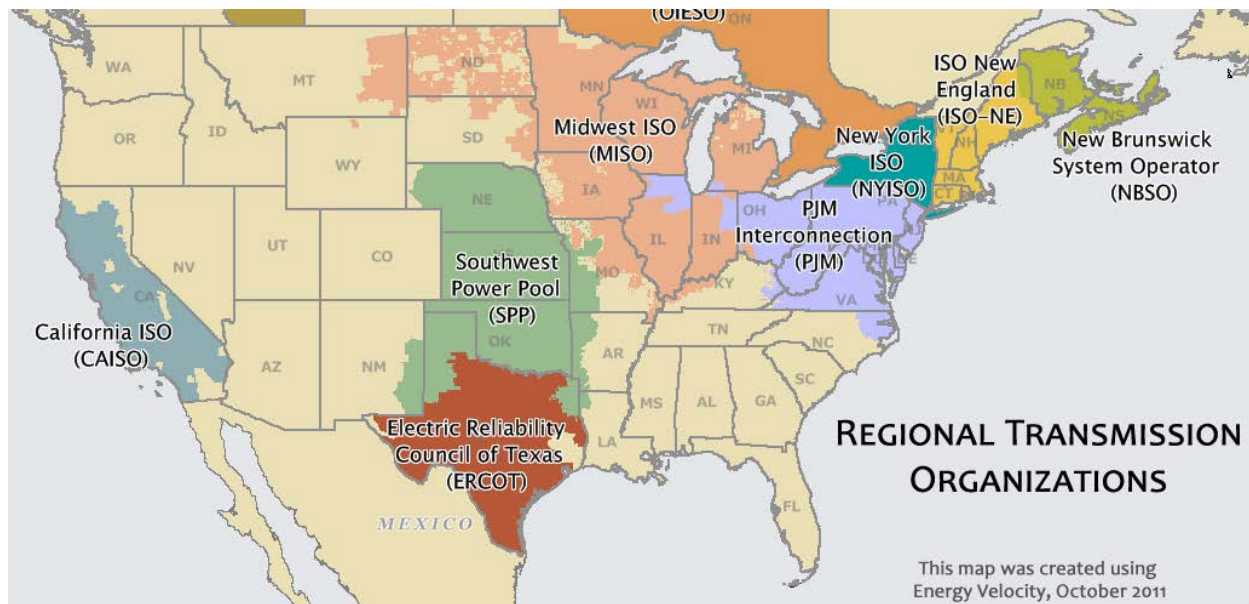 (OIESO)
ON
WA
MT
ND
MN
OR
ID
SD
WI
WY
Midwest ISO
(MISO)
MI
ISO New
England
(ISO-NE)
NB
NS
NH
MA
CT
New York
ISO
(NYISO)
New Brunswick
System Operator
(NBSO)
NE
IA
NV
UT
CO
IL
IN
OH
PA
PJM
Interconnection
(PJM)
NJ
DE
VA
KY
MO
Southwest
Power Pool
(SPP)
CA
California ISO
(CAISO)
AZ
NM
OK
AR
TN
NC
SC
MS
AL
GA
LA
FL
Electric Reliability
Council of Texas
(ERCOT)
MEXICO
REGIONAL TRANSMISSION
ORGANIZATIONS
This map was created using
Energy Velocity, October 2011